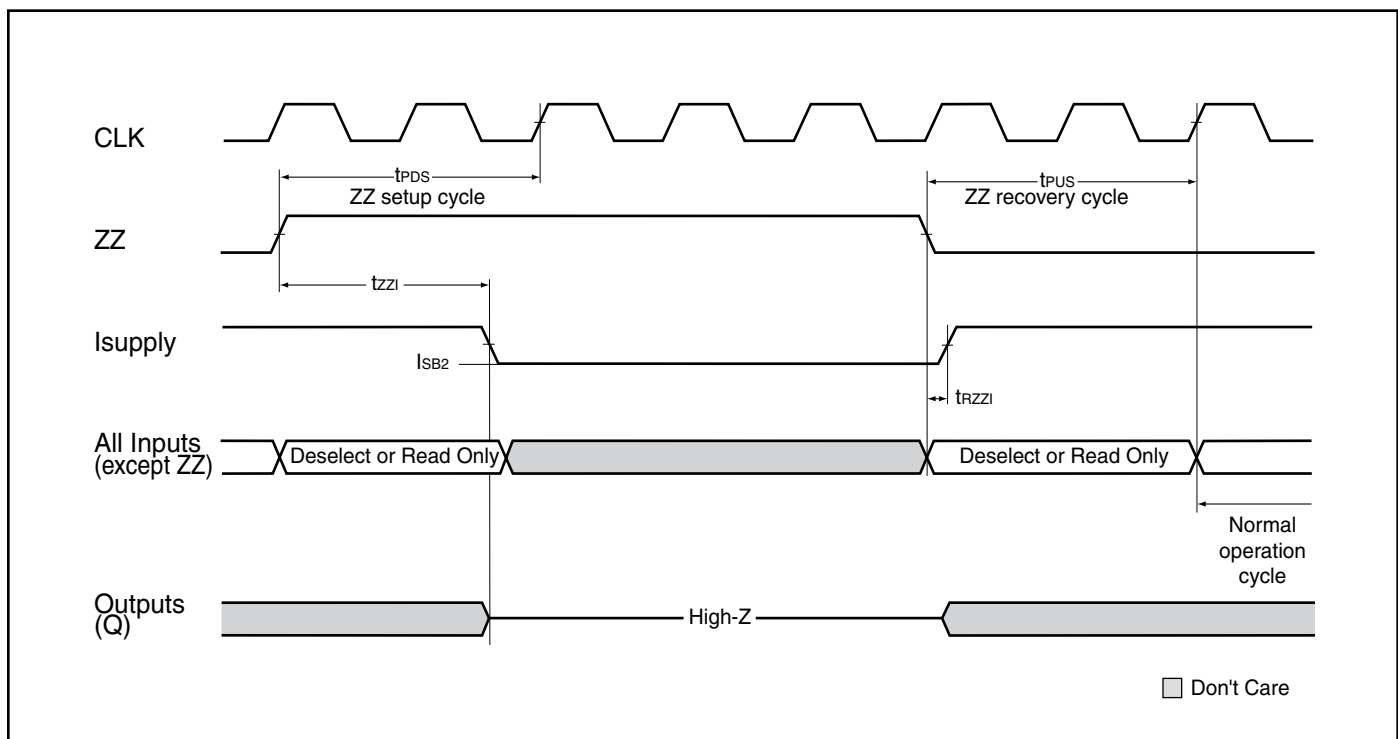 CLK
tPDS
ZZ setup cycle
tPUS
ZZ recovery cycle
ZZ
tZZI
Isupply
ISB2
tRZZI
All Inputs
(except ZZ)
Deselect or Read Only
Deselect or Read Only
Normal
operation
cycle
Outputs
(Q)
High-Z
Don't Care